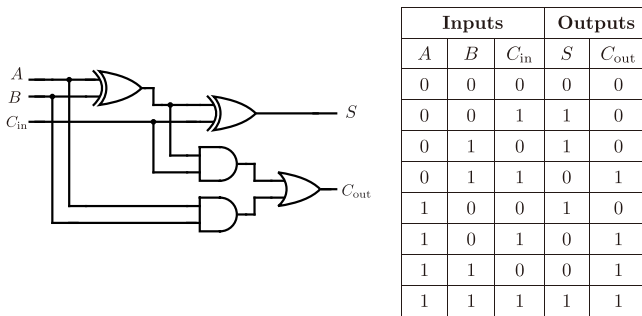 A
B
C_in
S
C_out
Inputs Outputs
A B C_in S C_out
0 0 0 0 0
0 0 1 1 0
0 1 0 1 0
0 1 1 0 1
1 0 0 1 0
1 0 1 0 1
1 1 0 0 1
1 1 1 1 1